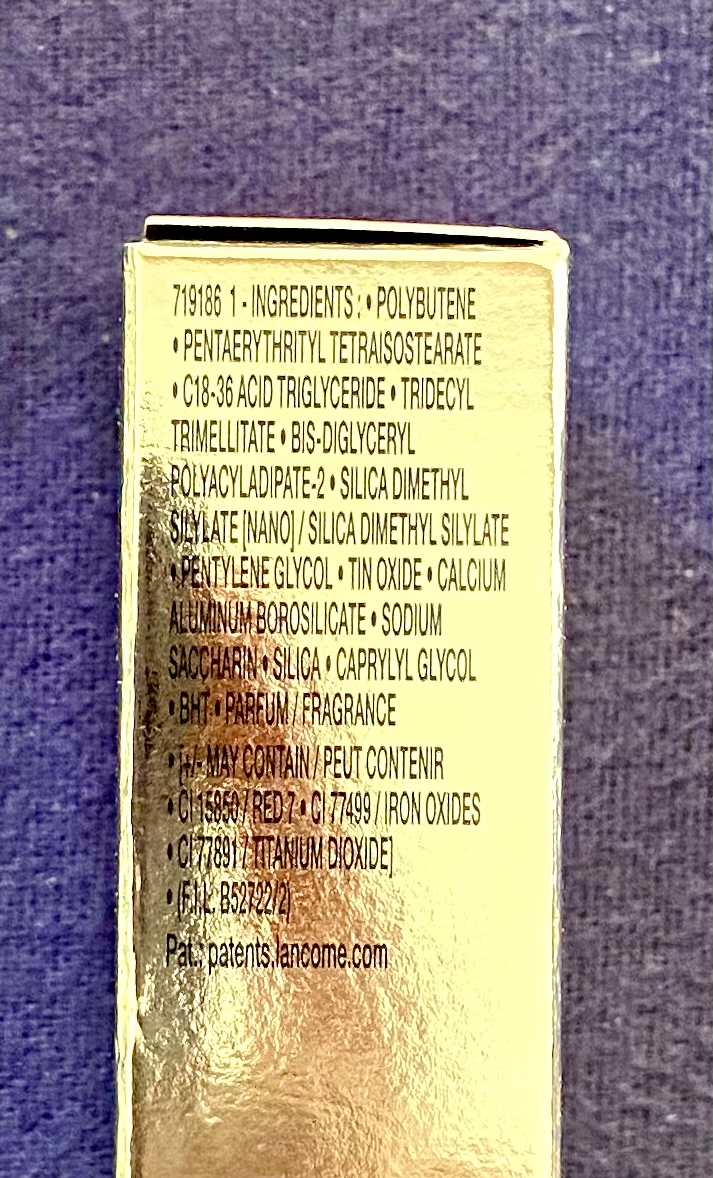 719186 1 - INGREDIENTS : • POLYBUTENE
• PENTAERYTHRITYL TETRAISOSTEARATE
• C18-36 ACID TRIGLYCERIDE • TRIDECYL
TRIMELLITATE • BIS-DIGLYCERYL
POLYACYLADIPATE-2 • SILICA DIMETHYL
SILYLATE [NANO] / SILICA DIMETHYL SILYLATE
• PENTYLENE GLYCOL • TIN OXIDE • CALCIUM
ALUMINUM BOROSILICATE • SODIUM
SACCHARIN • SILICA • CAPRYLYL GLYCOL
• BHT • PARFUM / FRAGRANCE
• [+/- MAY CONTAIN / PEUT CONTENIR
• CI 15850 / RED 7 • CI 77499 / IRON OXIDES
• CI 77891 / TITANIUM DIOXIDE]
• (F.I.L. B52722/2)
Pat.: patents.lancome.com